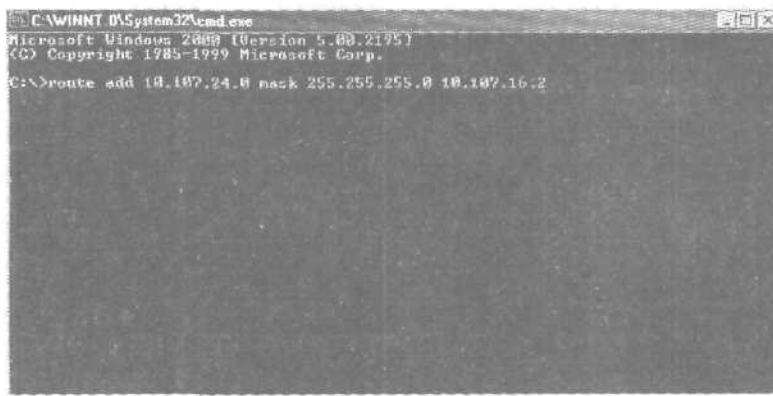 C:\WINNT.0\System32\cmd.exe
Microsoft Windows 2000 [Version 5.00.2195]
(C) Copyright 1985-1999 Microsoft Corp.
C:\>route add 10.107.24.0 mask 255.255.255.0 10.107.16.2